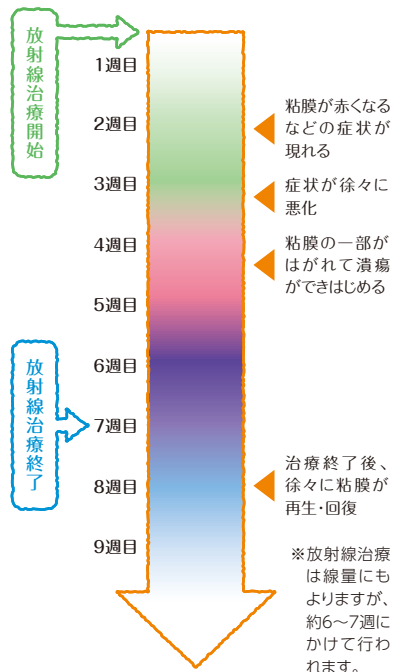 放射線治療開始
1週目
2週目
粘膜が赤くなる
などの症状が
現れる
3週目
症状が徐々に
悪化
4週目
粘膜の一部が
はがれて潰瘍
ができはじめる
5週目
6週目
放射線治療終了
7週目
8週目
治療終了後、
徐々に粘膜が
再生・回復
9週目
※放射線治療
は線量にも
よりますが、
約6〜7週に
かけて行わ
れます。